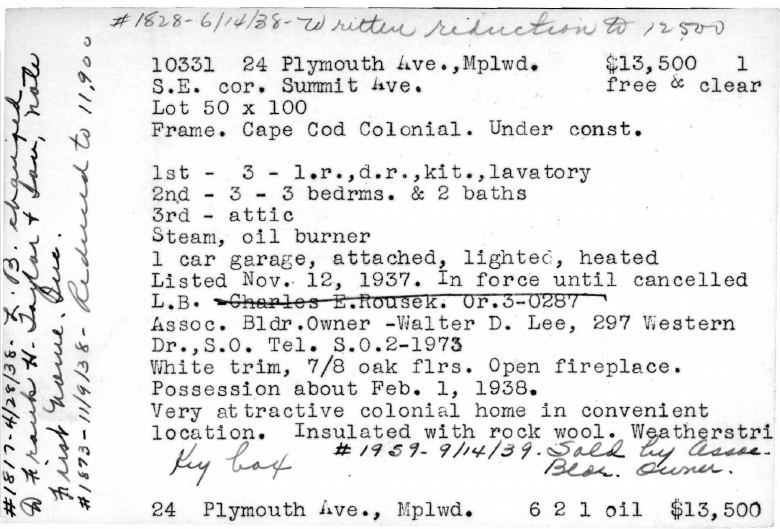 #1828-6/14/38-Written reduction to 12500
10331 24 Plymouth Ave.,Mplwd. $13,500 1
S.E. cor. Summit Ave. free & clear
Lot 50 x 100
Frame. Cape Cod Colonial. Under const.
1st - 3 - l.r.,d.r.,kit.,lavatory
2nd - 3 - 3 bedrms. & 2 baths
3rd - attic
Steam, oil burner
1 car garage, attached, lighted, heated
Listed Nov. 12, 1937. In force until cancelled
L.B. - Charles E.Rousek. Or.3-0287
Assoc. Bldr.Owner -Walter D. Lee, 297 Western
Dr.,S.O. Tel. S.O.2-1973
White trim, 7/8 oak flrs. Open fireplace.
Possession about Feb. 1, 1938.
Very attractive colonial home in convenient
location. Insulated with rock wool. Weatherstri
Key box #1959-9/14/39-Sold by Assoc.
Bldr. Owner.
24 Plymouth Ave., Mplwd. 6 2 1 oil $13,500
#1817-4/28/38-L.B. changed
to Frank H. Taylor & Son, note
First name. Inc.
#1873-11/9/38-Reduced to 11,900